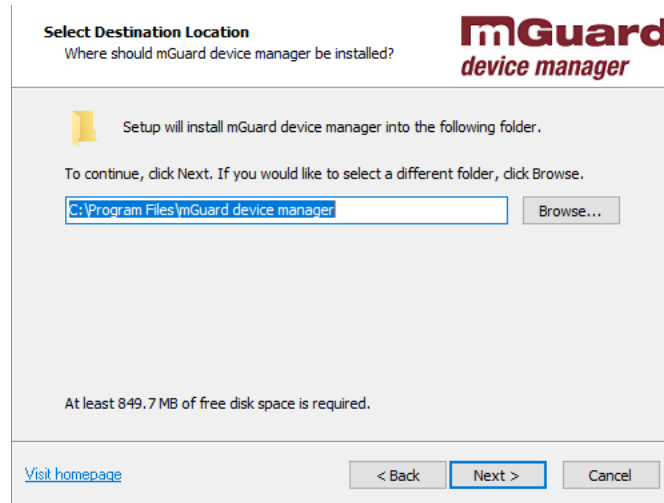 Select Destination Location
Where should mGuard device manager be installed?
mGuard
device manager
Setup will install mGuard device manager into the following folder.
To continue, click Next. If you would like to select a different folder, click Browse.
C:\Program Files\mGuard device manager
Browse...
At least 849.7 MB of free disk space is required.
Visit homepage
< Back
Next >
Cancel